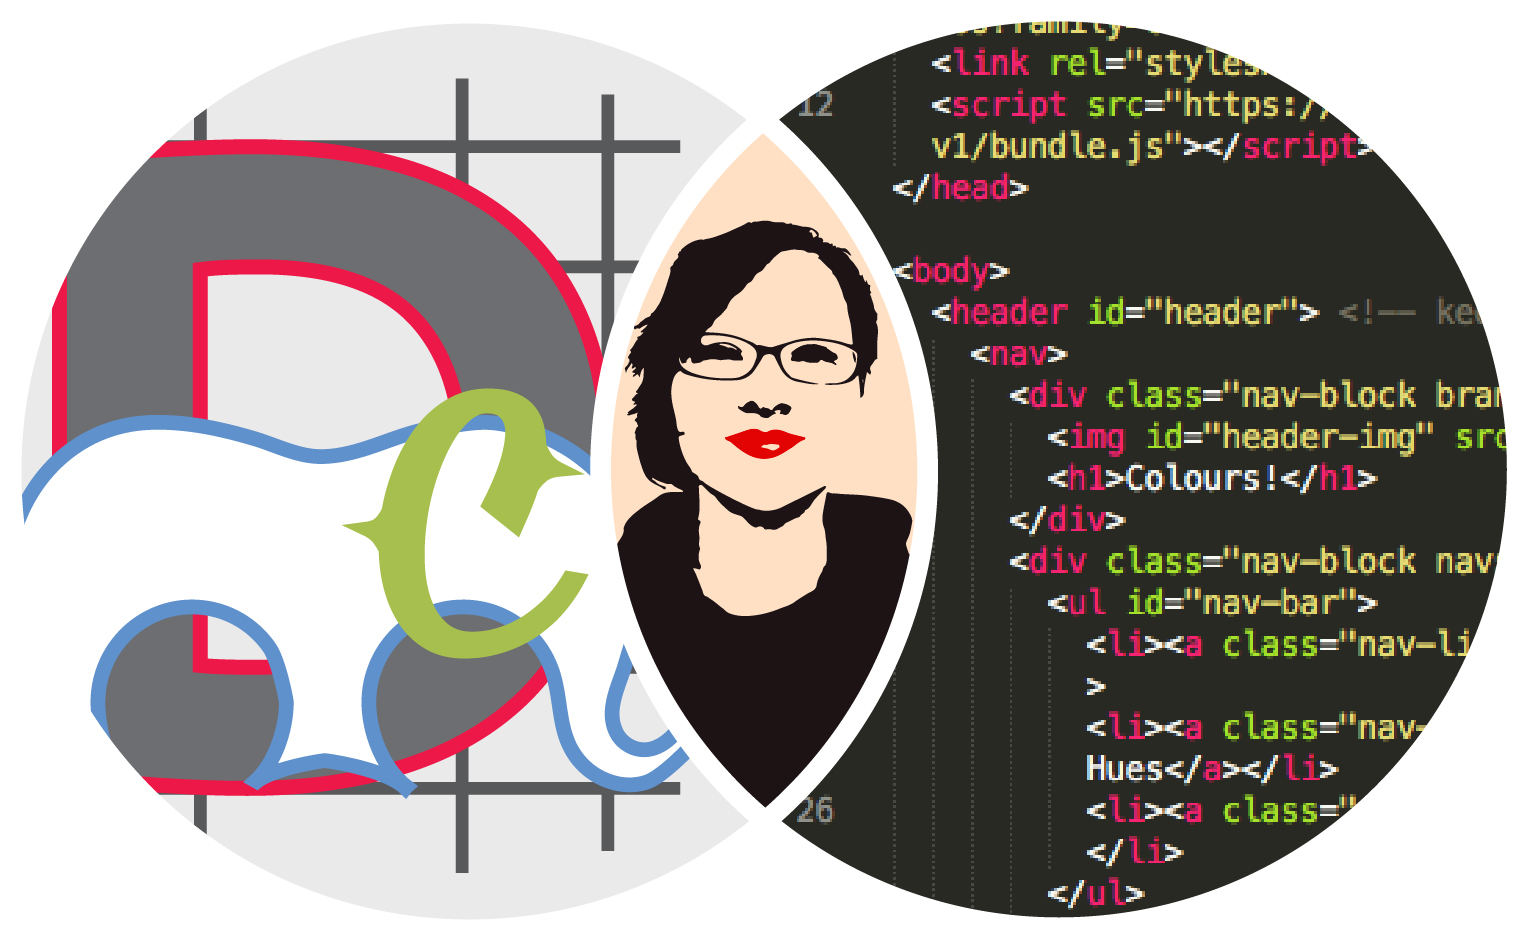 C
<link rel="styles
12 <script src="https://
v1/bundle.js"></script>
</head>
<body>
<header id="header"> <!--
<nav>
<div class="nav-block
<img id="header-img" src
<h1>Colours!</h1>
</div>
<div class="nav-block nav
<ul id="nav-bar">
<li><a class="nav-li
>
<li><a class="nav-
Hues</a></li>
26 <li><a class="
</li>
</ul>